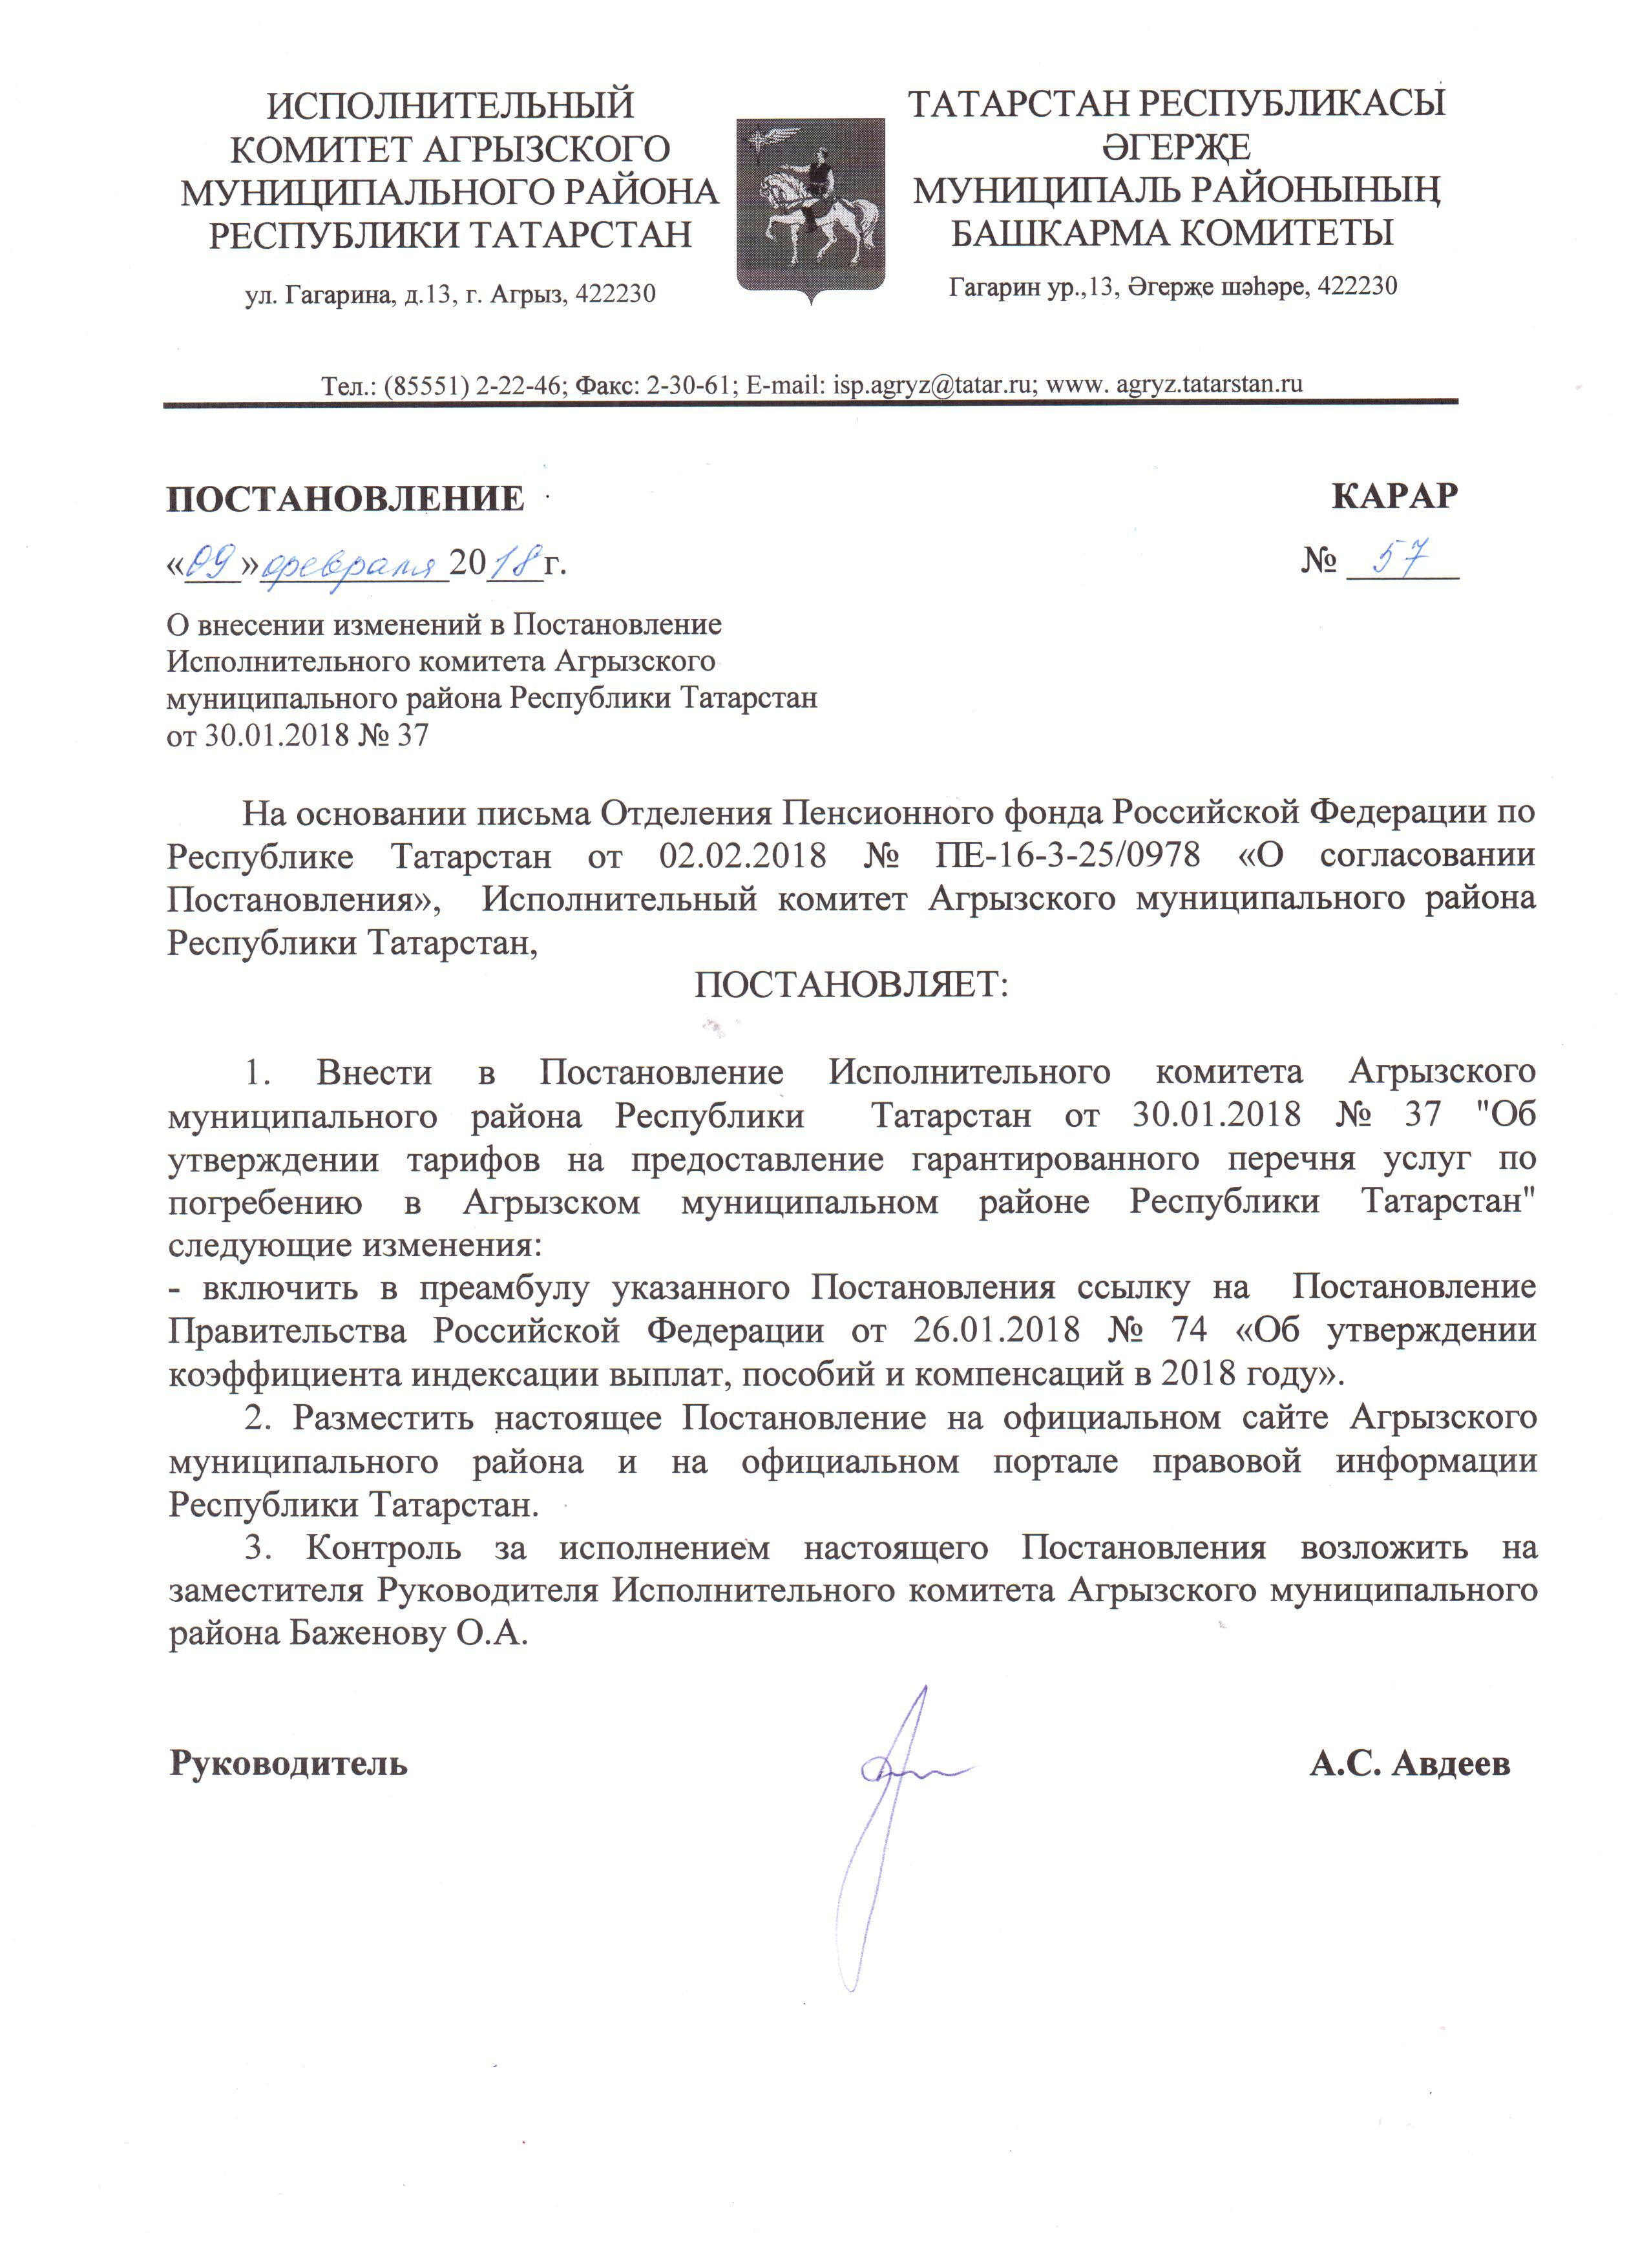 ИСПОЛНИТЕЛЬНЫЙ
КОМИТЕТ АГРЫЗСКОГО
МУНИЦИПАЛЬНОГО РАЙОНА
РЕСПУБЛИКИ ТАТАРСТАН
ул. Гагарина, д.13, г. Агрыз, 422230
ТАТАРСТАН РЕСПУБЛИКАСЫ
ӘГЕРҖЕ
МУНИЦИПАЛЬ РАЙОНЫНЫҢ
БАШКАРМА КОМИТЕТЫ
Гагарин ур.,13, Әгерҗе шәһәре, 422230
Тел.: (85551) 2-22-46; Факс: 2-30-61; E-mail: isp.agryz@tatar.ru; www. agryz.tatarstan.ru
ПОСТАНОВЛЕНИЕ КАРАР
«09» февраля 2018г. № 57
О внесении изменений в Постановление
Исполнительного комитета Агрызского
муниципального района Республики Татарстан
от 30.01.2018 № 37
На основании письма Отделения Пенсионного фонда Российской Федерации по
Республике Татарстан от 02.02.2018 № ПЕ-16-3-25/0978 «О согласовании
Постановления», Исполнительный комитет Агрызского муниципального района
Республики Татарстан,
ПОСТАНОВЛЯЕТ:
1. Внести в Постановление Исполнительного комитета Агрызского
муниципального района Республики Татарстан от 30.01.2018 № 37 "Об
утверждении тарифов на предоставление гарантированного перечня услуг по
погребению в Агрызском муниципальном районе Республики Татарстан"
следующие изменения:
- включить в преамбулу указанного Постановления ссылку на Постановление
Правительства Российской Федерации от 26.01.2018 № 74 «Об утверждении
коэффициента индексации выплат, пособий и компенсаций в 2018 году».
2. Разместить настоящее Постановление на официальном сайте Агрызского
муниципального района и на официальном портале правовой информации
Республики Татарстан.
3. Контроль за исполнением настоящего Постановления возложить на
заместителя Руководителя Исполнительного комитета Агрызского муниципального
района Баженову О.А.
Руководитель А.С. Авдеев